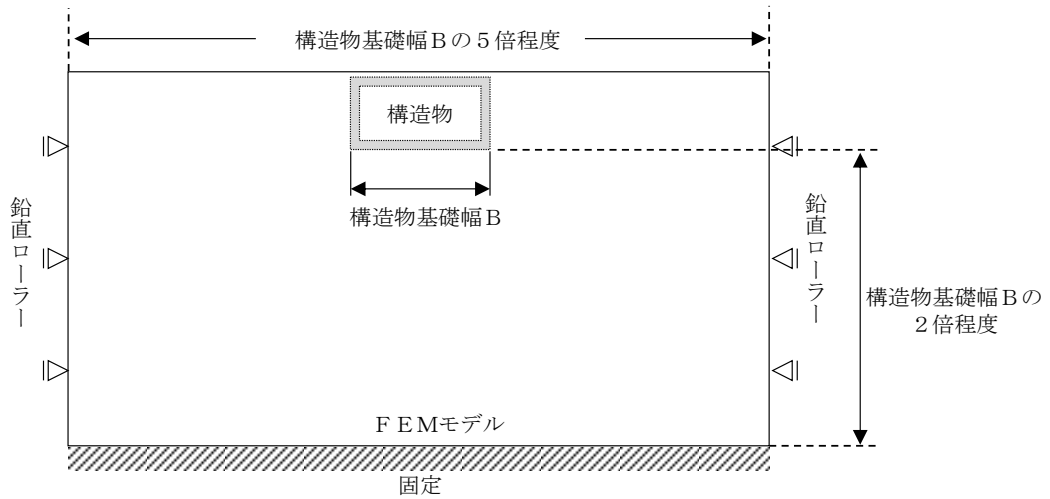 構造物基礎幅Bの5倍程度
構造物
構造物基礎幅B
鉛直ローラー
鉛直ローラー
構造物基礎幅Bの
2倍程度
FEMモデル
固定